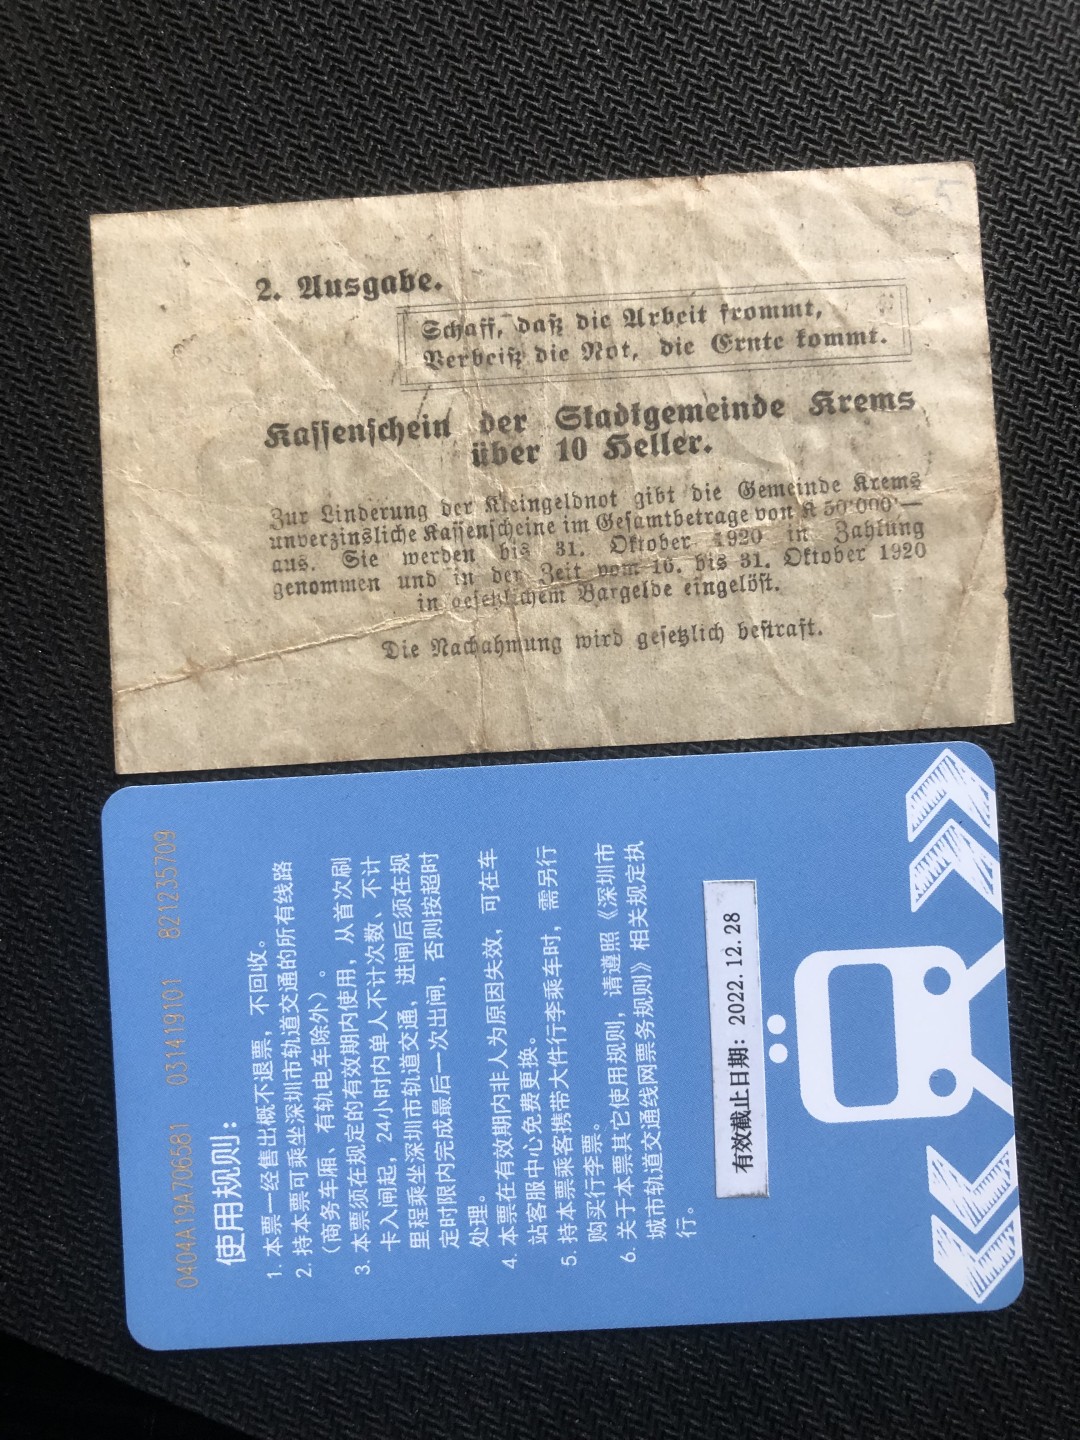 2. Ausgabe.
Schaff, daß die Arbeit frommt,
Verbeiß die Not, die Ernte kommt.
Kassenschein der Stadtgemeinde Krems
über 10 Heller.
Zur Linderung der Kleingeldnot gibt die Gemeinde Krems
unverzinsliche Kassenscheine im Gesamtbetrage von K 50˙000˙—
aus. Sie werden bis 31. Oktober 1920 in Zahlung
genommen und in der Zeit vom 16. bis 31. Oktober 1920
in gesetzlichem Bargelde eingelöst.
Die Nachahmung wird gesetzlich bestraft.
0404A19A706581 031419101 821235709
使用规则:
1. 本票一经售出概不退票，不回收。
2. 持本票可乘坐深圳市轨道交通的所有线路
（商务车厢、有轨电车除外）。
3. 本票须在规定的有效期内使用，从首次刷
卡入闸起，24小时内单人不计次数、不计
里程乘坐深圳市轨道交通，进闸后须在规
定时限内完成最后一次出闸，否则按超时
处理。
4. 本票在有效期内非人为原因失效，可在车
站客服中心免费更换。
5. 持本票乘客携带大件行李乘车时，需另行
购买行李票。
6. 关于本票其它使用规则，请遵照《深圳市
城市轨道交通线网票务规则》相关规定执
行。
有效截止日期: 2022.12.28